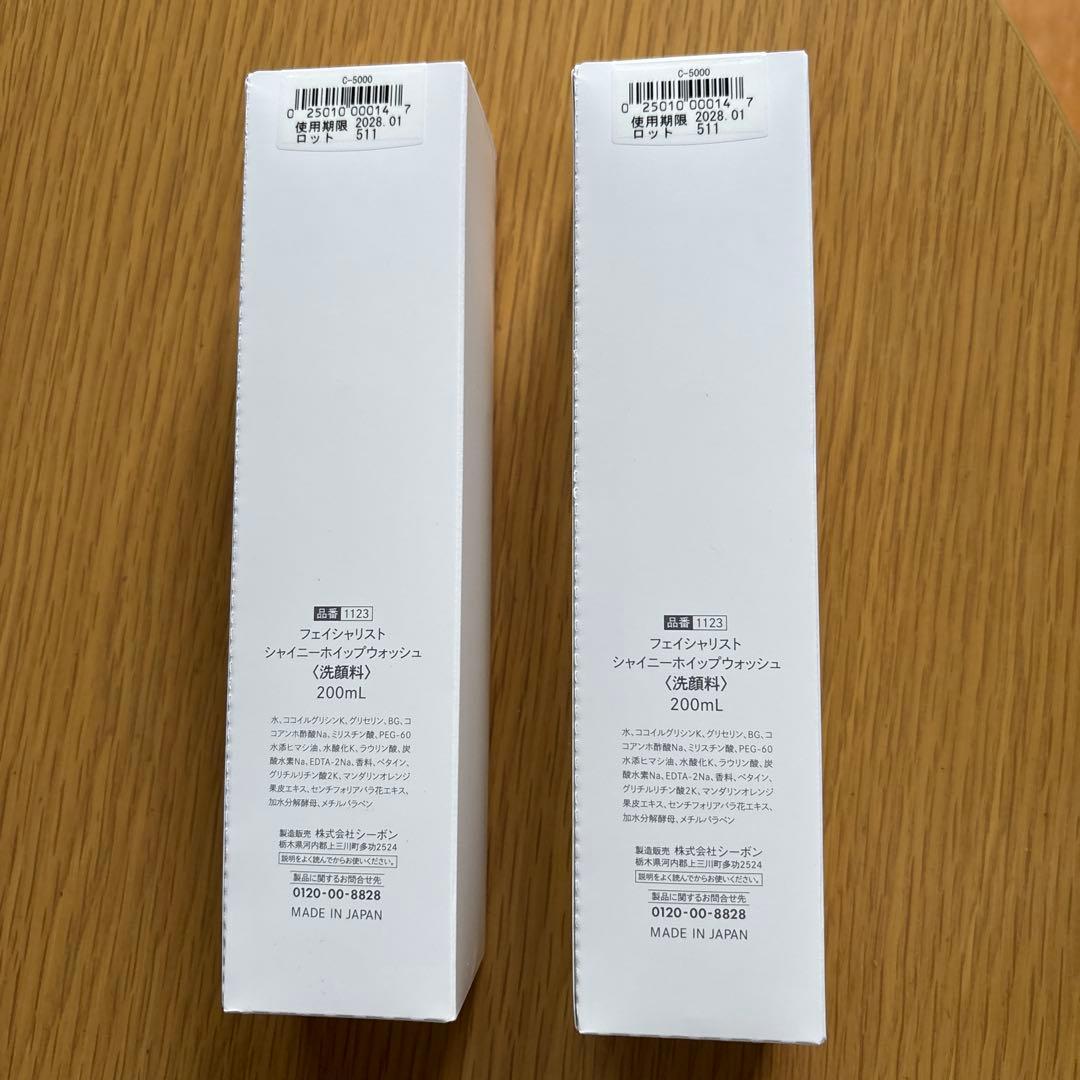 C-5000
0 25010 00014 7
使用期限 2028.01
ロット 511
品番 1123
フェイシャリスト
シャイニーホイップウォッシュ
〈洗顔料〉
200mL
水、ココイルグリシンK、グリセリン、BG、コ
コアンホ酢酸Na、ミリスチン酸、PEG-60
水添ヒマシ油、水酸化K、ラウリン酸、炭
酸水素Na、EDTA-2Na、香料、ベタイン、
グリチルリチン酸2K、マンダリンオレンジ
果皮エキス、センチフォリアバラ花エキス、
加水分解酵母、メチルパラベン
製造販売 株式会社シーボン
栃木県河内郡上三川町多功2524
説明をよく読んでからお使いください。
製品に関するお問合せ先
0120-00-8828
MADE IN JAPAN
C-5000
0 25010 00014 7
使用期限 2028.01
ロット 511
品番 1123
フェイシャリスト
シャイニーホイップウォッシュ
〈洗顔料〉
200mL
水、ココイルグリシンK、グリセリン、BG、コ
コアンホ酢酸Na、ミリスチン酸、PEG-60
水添ヒマシ油、水酸化K、ラウリン酸、炭
酸水素Na、EDTA-2Na、香料、ベタイン、
グリチルリチン酸2K、マンダリンオレンジ
果皮エキス、センチフォリアバラ花エキス、
加水分解酵母、メチルパラベン
製造販売 株式会社シーボン
栃木県河内郡上三川町多功2524
説明をよく読んでからお使いください。
製品に関するお問合せ先
0120-00-8828
MADE IN JAPAN